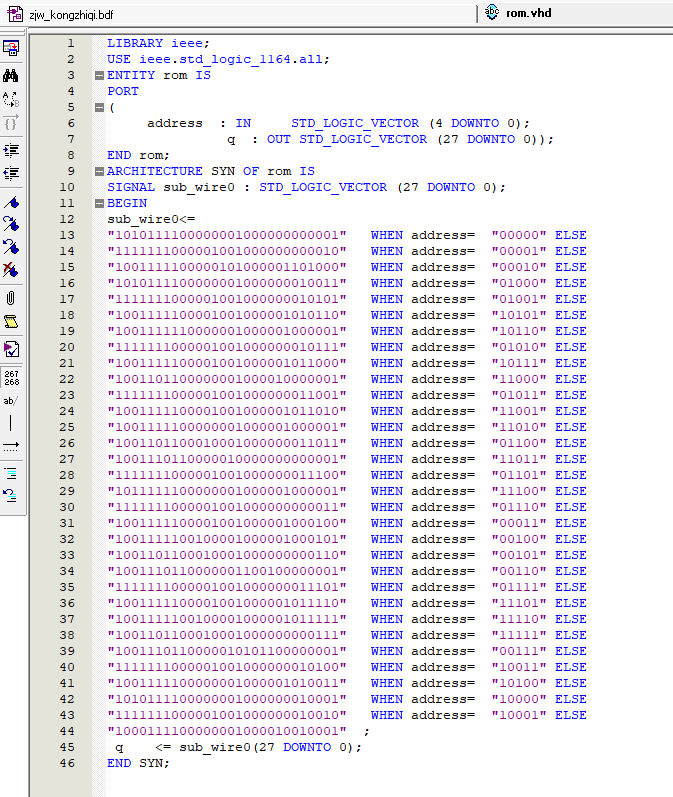 zjw_kongzhiqi.bdf
abc rom.vhd
1 LIBRARY ieee;
2 USE ieee.std_logic_1164.all;
3 ENTITY rom IS
4 PORT
5 (
6 address : IN STD_LOGIC_VECTOR (4 DOWNTO 0);
7 q : OUT STD_LOGIC_VECTOR (27 DOWNTO 0));
8 END rom;
9 ARCHITECTURE SYN OF rom IS
10 SIGNAL sub_wire0 : STD_LOGIC_VECTOR (27 DOWNTO 0);
11 BEGIN
12 sub_wire0<=
13 "1010111100000001000000000001" WHEN address= "00000" ELSE
14 "1111111000001001000000000010" WHEN address= "00001" ELSE
15 "1001111100000101000001101000" WHEN address= "00010" ELSE
16 "1010111100000001000000010011" WHEN address= "01000" ELSE
17 "1111111000001001000000010101" WHEN address= "01001" ELSE
18 "1001111100001001000001010110" WHEN address= "10101" ELSE
19 "1001111110000001000001000001" WHEN address= "10110" ELSE
20 "1111111000001001000000010111" WHEN address= "01010" ELSE
21 "1001111100001001000001011000" WHEN address= "10111" ELSE
22 "1001101100000001000010000001" WHEN address= "11000" ELSE
23 "1111111000001001000000011001" WHEN address= "01011" ELSE
24 "1001111100001001000001011010" WHEN address= "11001" ELSE
25 "1001111100000001000001000001" WHEN address= "11010" ELSE
26 "1001101100010001000000011011" WHEN address= "01100" ELSE
27 "1001110110000010000000000001" WHEN address= "11011" ELSE
28 "1111111000001001000000011100" WHEN address= "01101" ELSE
29 "1011111100000001000001000001" WHEN address= "11100" ELSE
30 "1111111000001001000000000011" WHEN address= "01110" ELSE
31 "1001111100001001000001000100" WHEN address= "00011" ELSE
32 "1001111100100001000001000101" WHEN address= "00100" ELSE
33 "1001101100010001000000000110" WHEN address= "00101" ELSE
34 "1001110110000001100100000001" WHEN address= "00110" ELSE
35 "1111111000001001000000011101" WHEN address= "01111" ELSE
36 "1001111100001001000001011110" WHEN address= "11101" ELSE
37 "1001111100100001000001011111" WHEN address= "11110" ELSE
38 "1001101100010001000000000111" WHEN address= "11111" ELSE
39 "1001110110000010101100000001" WHEN address= "00111" ELSE
40 "1111111000001001000000010100" WHEN address= "10011" ELSE
41 "1001111100000001000001010011" WHEN address= "10100" ELSE
42 "1010111100000001000000010001" WHEN address= "10000" ELSE
43 "1111111000001001000000010010" WHEN address= "10001" ELSE
44 "1000111100000001000010010001" ;
45 q <= sub_wire0(27 DOWNTO 0);
46 END SYN;
267
268
ab/